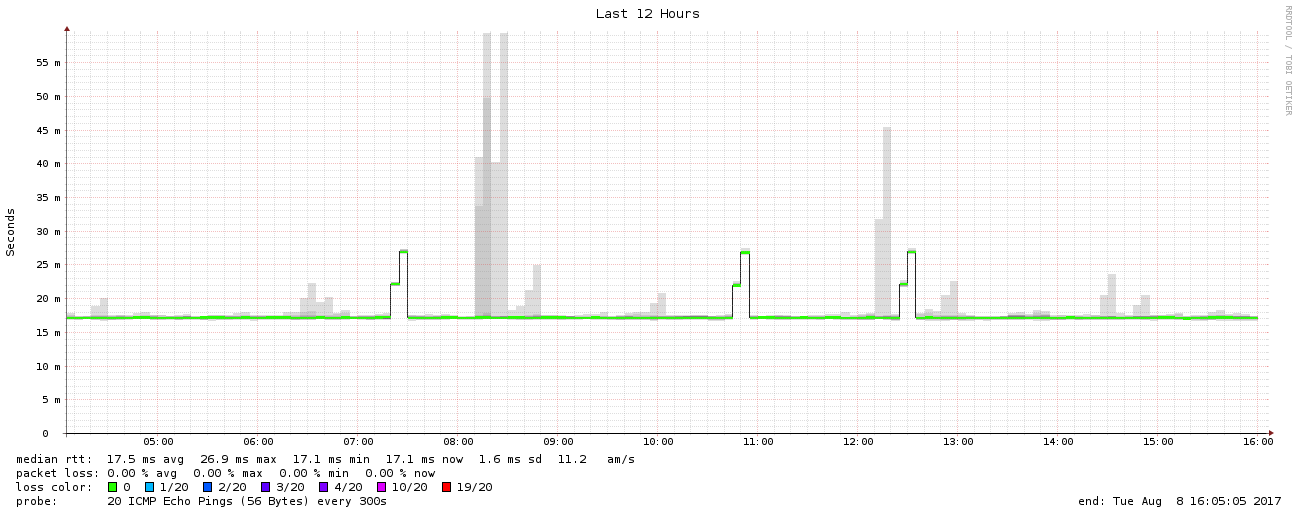 Last 12 Hours
RRDTOOL / TOBI OETIKER
Seconds
55 m
50 m
45 m
40 m
35 m
30 m
25 m
20 m
15 m
10 m
5 m
0
05:00 06:00 07:00 08:00 09:00 10:00 11:00 12:00 13:00 14:00 15:00 16:00
median rtt: 17.5 ms avg 26.9 ms max 17.1 ms min 17.1 ms now 1.6 ms sd 11.2 am/s
packet loss: 0.00 % avg 0.00 % max 0.00 % min 0.00 % now
loss color: 0 1/20 2/20 3/20 4/20 10/20 19/20
probe: 20 ICMP Echo Pings (56 Bytes) every 300s end: Tue Aug 8 16:05:05 2017